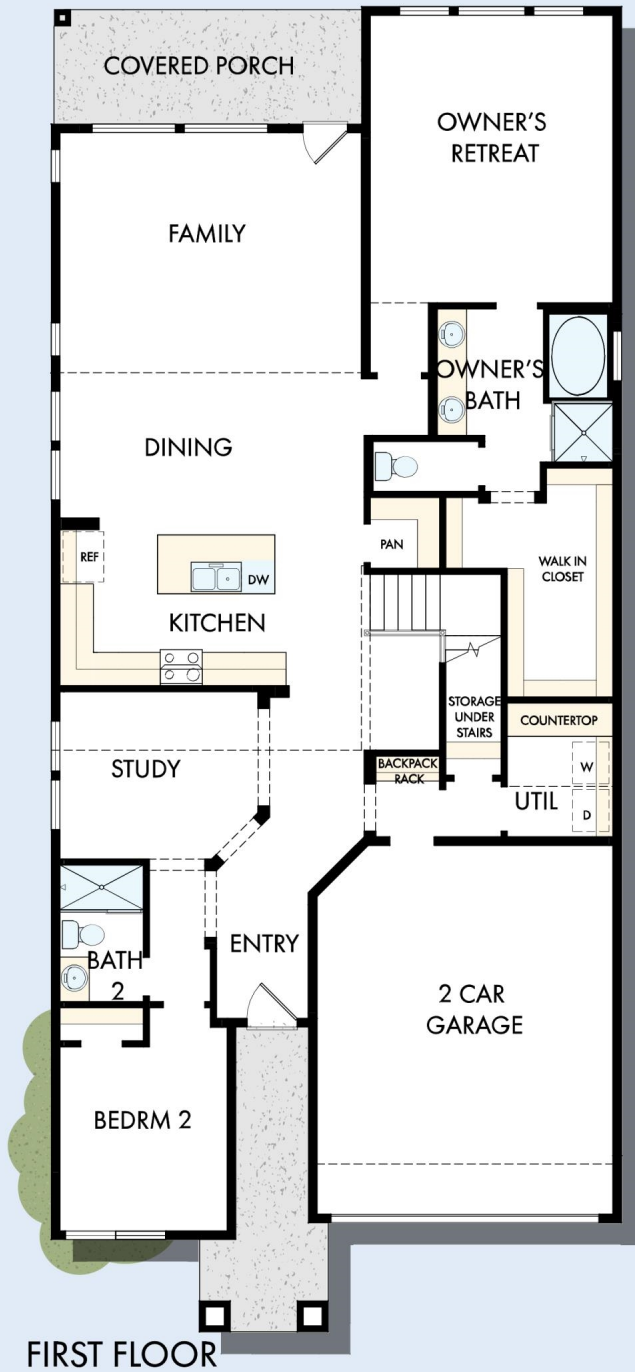 COVERED PORCH
OWNER'S
RETREAT
FAMILY
OWNER'S
BATH
DINING
REF
PAN
WALK IN
CLOSET
DW
KITCHEN
STORAGE
UNDER
STAIRS
COUNTERTOP
STUDY
BACKPACK
RACK
W
UTIL
D
ENTRY
BATH
2
2 CAR
GARAGE
BEDRM 2
FIRST FLOOR